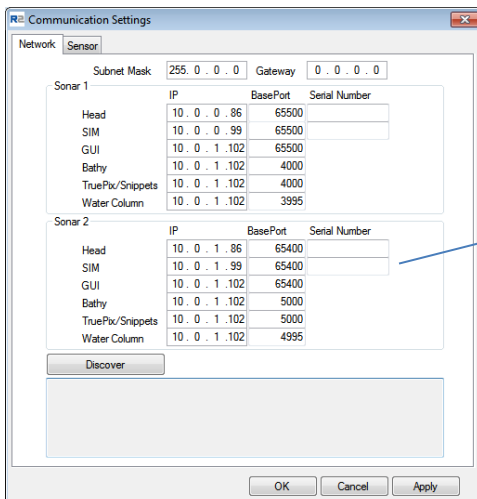 R2 Communication Settings
Network Sensor
Subnet Mask 255. 0 . 0 . 0 Gateway 0 . 0 . 0 . 0
Sonar 1
IP BasePort Serial Number
Head 10 . 0 . 0 . 86 65500
SIM 10 . 0 . 0 . 99 65500
GUI 10 . 0 . 1 .102 65500
Bathy 10 . 0 . 1 .102 4000
TruePix/Snippets 10 . 0 . 1 .102 4000
Water Column 10 . 0 . 1 .102 3995
Sonar 2
IP BasePort Serial Number
Head 10 . 0 . 1 . 86 65400
SIM 10 . 0 . 1 . 99 65400
GUI 10 . 0 . 1 .102 65400
Bathy 10 . 0 . 1 .102 5000
TruePix/Snippets 10 . 0 . 1 .102 5000
Water Column 10 . 0 . 1 .102 4995
Discover
OK Cancel Apply